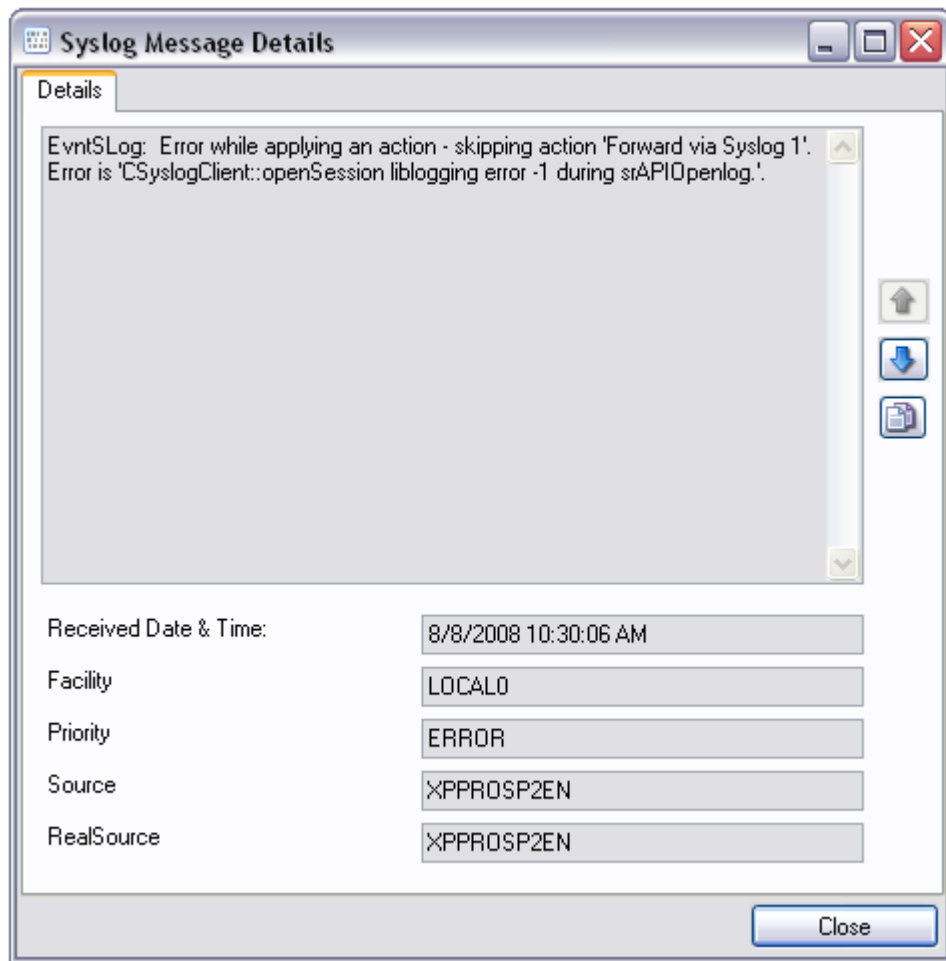 Syslog Message Details
Details
EvntSLog:  Error while applying an action - skipping action 'Forward via Syslog 1'.
Error is 'CSyslogClient::openSession liblogging error -1 during srAPIOpenlog.'.
Received Date & Time:
8/8/2008 10:30:06 AM
Facility
LOCAL0
Priority
ERROR
Source
XPPROSP2EN
RealSource
XPPROSP2EN
Close